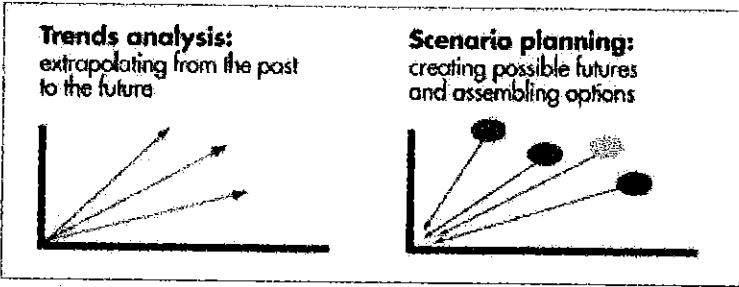 Trends analysis:
extrapolating from the past
to the future
Scenario planning:
creating possible futures
and assembling options